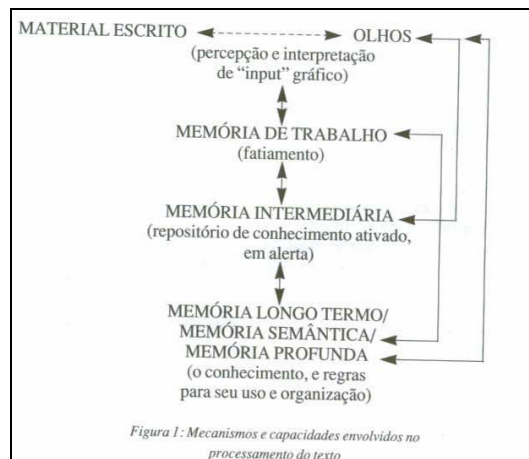 MATERIAL ESCRITO OLHOS
(percepção e interpretação
de “input” gráfico)
MEMÓRIA DE TRABALHO
(fatiamento)
MEMÓRIA INTERMEDIÁRIA
(repositório de conhecimento ativado,
em alerta)
MEMÓRIA LONGO TERMO/
MEMÓRIA SEMÂNTICA/
MEMÓRIA PROFUNDA
(o conhecimento, e regras
para seu uso e organização)
Figura 1: Mecanismos e capacidades envolvidos no
processamento do texto